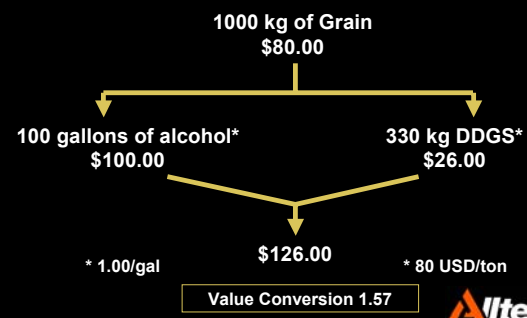 1000 kg of Grain
$80.00
100 gallons of alcohol*
$100.00
330 kg DDGS*
$26.00
$126.00
* 1.00/gal
* 80 USD/ton
Value Conversion 1.57